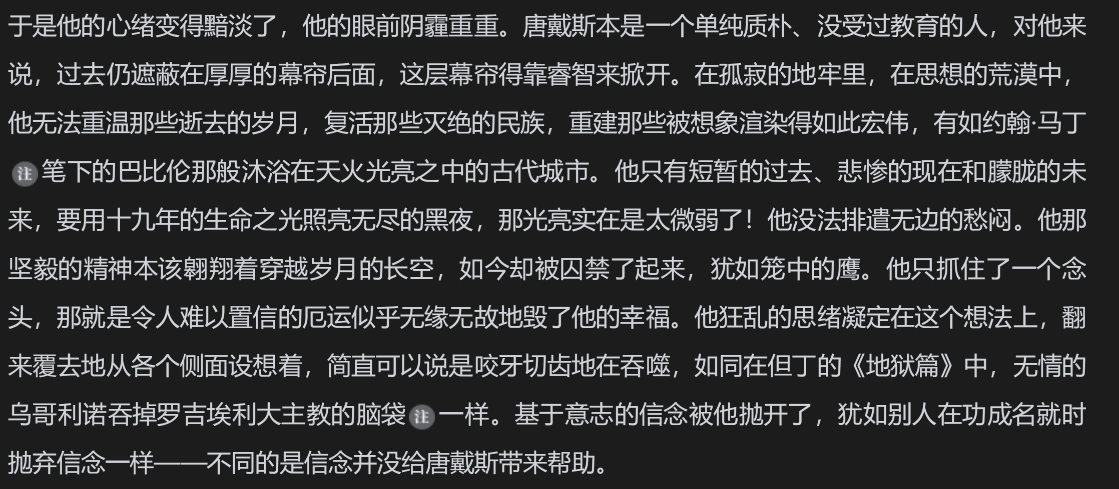 于是他的心绪变得黯淡了，他的眼前阴霾重重。唐戴斯本是一个单纯质朴、没受过教育的人，对他来
说，过去仍遮蔽在厚厚的幕帘后面，这层幕帘得靠睿智来掀开。在孤寂的地牢里，在思想的荒漠中，
他无法重温那些逝去的岁月，复活那些灭绝的民族，重建那些被想象渲染得如此宏伟，有如约翰·马丁
注笔下的巴比伦那般沐浴在天火光亮之中的古代城市。他只有短暂的过去、悲惨的现在和朦胧的未
来，要用十九年的生命之光照亮无尽的黑夜，那光亮实在是太微弱了！他没法排遣无边的愁闷。他那
坚毅的精神本该翱翔着穿越岁月的长空，如今却被囚禁了起来，犹如笼中的鹰。他只抓住了一个念
头，那就是令人难以置信的厄运似乎无缘无故地毁了他的幸福。他狂乱的思绪凝定在这个想法上，翻
来覆去地从各个侧面设想着，简直可以说是咬牙切齿地在吞噬，如同在但丁的《地狱篇》中，无情的
乌哥利诺吞掉罗吉埃利大主教的脑袋注一样。基于意志的信念被他抛开了，犹如别人在功成名就时
抛弃信念一样——不同的是信念并没给唐戴斯带来帮助。